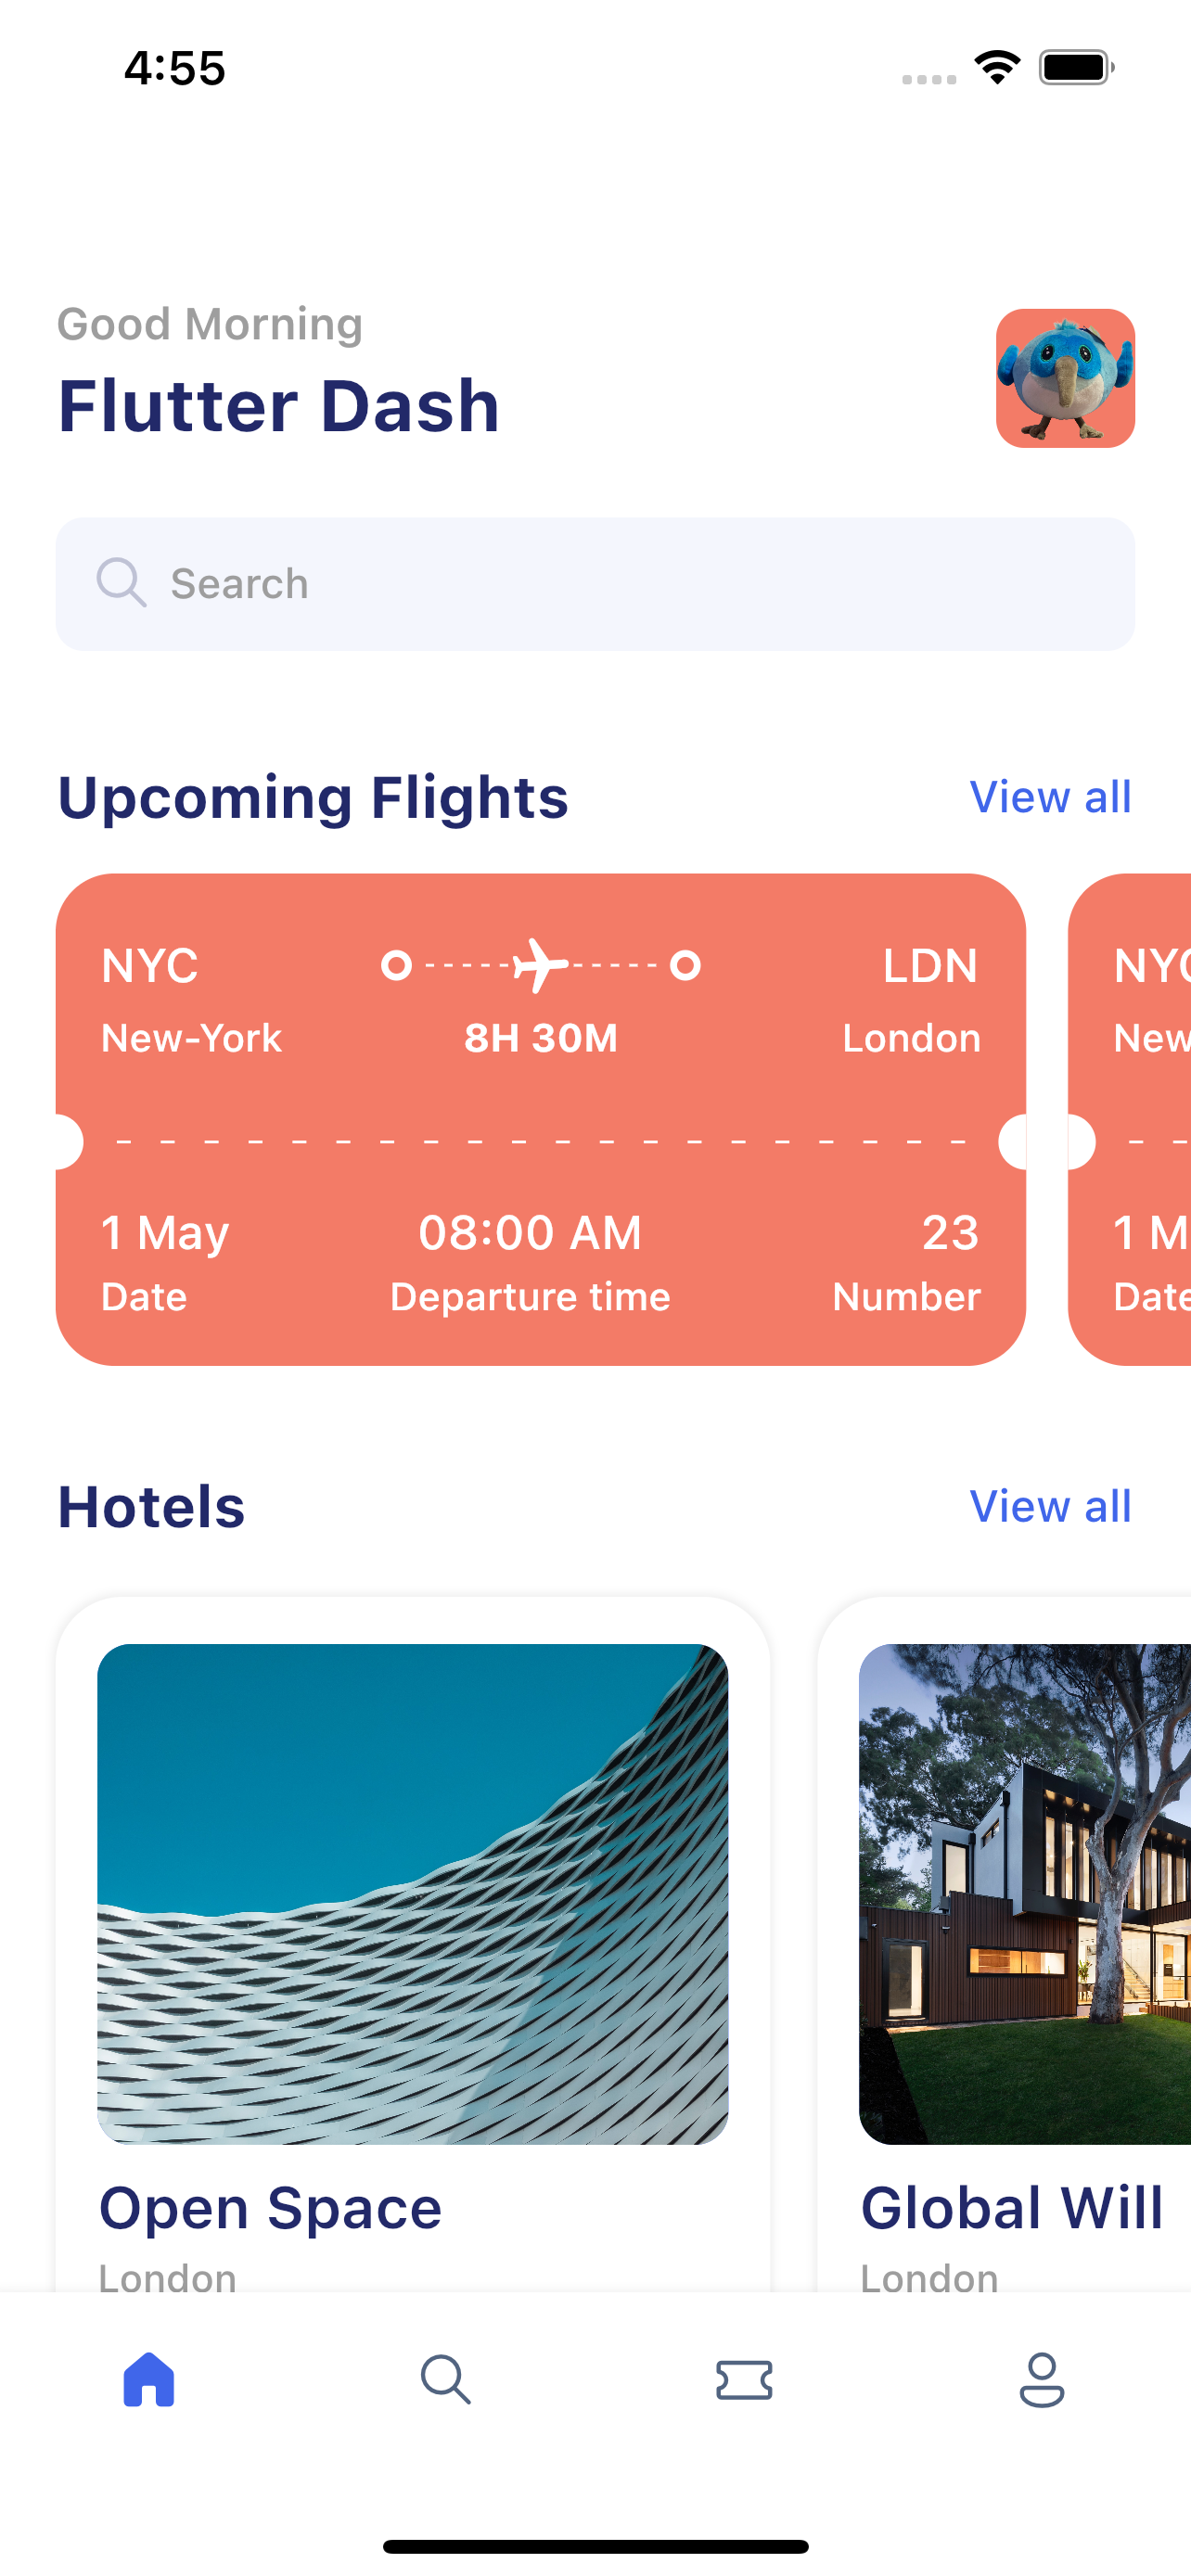 4:55
Good Morning
Flutter Dash
Search
Upcoming Flights View all
NYC LDN NYC
New-York 8H 30M London New
1 May 08:00 AM 23 1 M
Date Departure time Number Date
Hotels View all
Open Space Global Will
London London